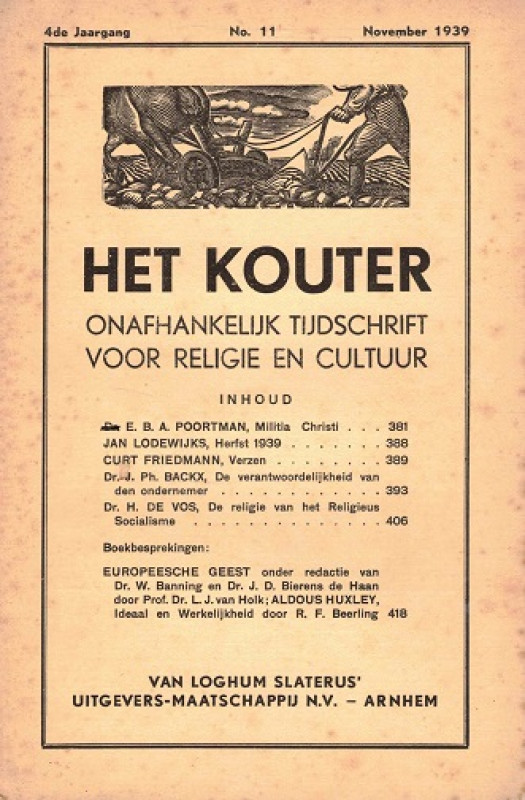 4de Jaargang No. 11 November 1939
HET KOUTER
ONAFHANKELIJK TIJDSCHRIFT
VOOR RELIGIE EN CULTUUR
INHOUD
E. B. A. POORTMAN, Militia Christi . . . 381
JAN LODEWIJKS, Herfst 1939 . . . . . . . 388
CURT FRIEDMANN, Verzen . . . . . . . . 389
Dr. J. Ph. BACKX, De verantwoordelijkheid van
den ondernemer . . . . . . . . . . . . 393
Dr. H. DE VOS, De religie van het Religieus
Socialisme . . . . . . . . . . . . . . 406
Boekbesprekingen:
EUROPEESCHE GEEST onder redactie van
Dr. W. Banning en Dr. J. D. Bierens de Haan
door Prof. Dr. L. J. van Holk; ALDOUS HUXLEY,
Ideaal en Werkelijkheid door R. F. Beerling 418
VAN LOGHUM SLATERUS'
UITGEVERS-MAATSCHAPPIJ N.V. – ARNHEM